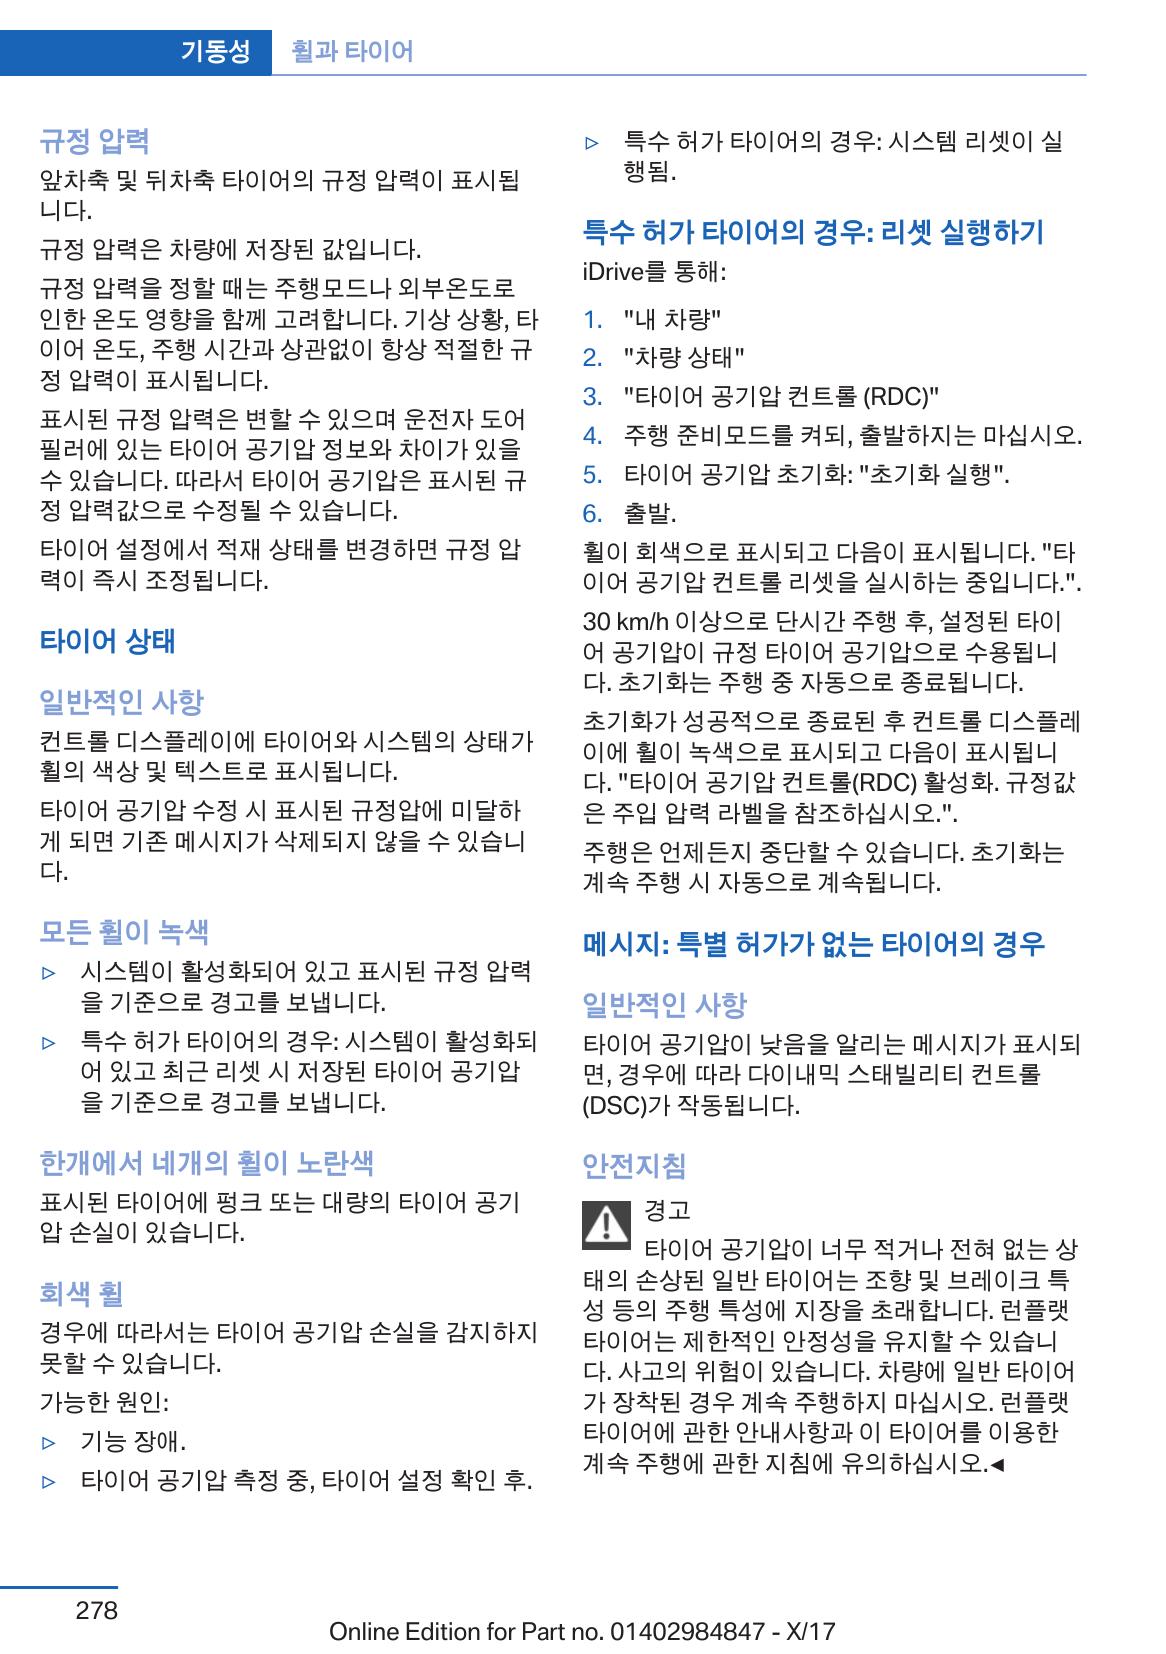 기동성 휠과 타이어
규정 압력
앞차축 및 뒤차축 타이어의 규정 압력이 표시됩
니다.
규정 압력은 차량에 저장된 값입니다.
규정 압력을 정할 때는 주행모드나 외부온도로
인한 온도 영향을 함께 고려합니다. 기상 상황, 타
이어 온도, 주행 시간과 상관없이 항상 적절한 규
정 압력이 표시됩니다.
표시된 규정 압력은 변할 수 있으며 운전자 도어
필러에 있는 타이어 공기압 정보와 차이가 있을
수 있습니다. 따라서 타이어 공기압은 표시된 규
정 압력값으로 수정될 수 있습니다.
타이어 설정에서 적재 상태를 변경하면 규정 압
력이 즉시 조정됩니다.
타이어 상태
일반적인 사항
컨트롤 디스플레이에 타이어와 시스템의 상태가
휠의 색상 및 텍스트로 표시됩니다.
타이어 공기압 수정 시 표시된 규정압에 미달하
게 되면 기존 메시지가 삭제되지 않을 수 있습니
다.
모든 휠이 녹색
▷ 시스템이 활성화되어 있고 표시된 규정 압력
을 기준으로 경고를 보냅니다.
▷ 특수 허가 타이어의 경우: 시스템이 활성화되
어 있고 최근 리셋 시 저장된 타이어 공기압
을 기준으로 경고를 보냅니다.
한개에서 네개의 휠이 노란색
표시된 타이어에 펑크 또는 대량의 타이어 공기
압 손실이 있습니다.
회색 휠
경우에 따라서는 타이어 공기압 손실을 감지하지
못할 수 있습니다.
가능한 원인:
▷ 기능 장애.
▷ 타이어 공기압 측정 중, 타이어 설정 확인 후.
▷ 특수 허가 타이어의 경우: 시스템 리셋이 실
행됨.
특수 허가 타이어의 경우: 리셋 실행하기
iDrive를 통해:
1. "내 차량"
2. "차량 상태"
3. "타이어 공기압 컨트롤 (RDC)"
4. 주행 준비모드를 켜되, 출발하지는 마십시오.
5. 타이어 공기압 초기화: "초기화 실행".
6. 출발.
휠이 회색으로 표시되고 다음이 표시됩니다. "타
이어 공기압 컨트롤 리셋을 실시하는 중입니다.".
30 km/h 이상으로 단시간 주행 후, 설정된 타이
어 공기압이 규정 타이어 공기압으로 수용됩니
다. 초기화는 주행 중 자동으로 종료됩니다.
초기화가 성공적으로 종료된 후 컨트롤 디스플레
이에 휠이 녹색으로 표시되고 다음이 표시됩니
다. "타이어 공기압 컨트롤(RDC) 활성화. 규정값
은 주입 압력 라벨을 참조하십시오.".
주행은 언제든지 중단할 수 있습니다. 초기화는
계속 주행 시 자동으로 계속됩니다.
메시지: 특별 허가가 없는 타이어의 경우
일반적인 사항
타이어 공기압이 낮음을 알리는 메시지가 표시되
면, 경우에 따라 다이내믹 스태빌리티 컨트롤
(DSC)가 작동됩니다.
안전지침
경고
타이어 공기압이 너무 적거나 전혀 없는 상
태의 손상된 일반 타이어는 조향 및 브레이크 특
성 등의 주행 특성에 지장을 초래합니다. 런플랫
타이어는 제한적인 안정성을 유지할 수 있습니
다. 사고의 위험이 있습니다. 차량에 일반 타이어
가 장착된 경우 계속 주행하지 마십시오. 런플랫
타이어에 관한 안내사항과 이 타이어를 이용한
계속 주행에 관한 지침에 유의하십시오.◀
278
Online Edition for Part no. 01402984847 - X/17